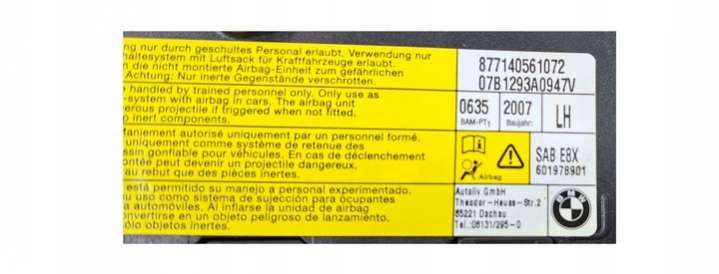 ung nur durch geschultes Personal erlaubt. Verwendung nur
haltesystem mit Luftsack für Kraftfahrzeuge erlaubt.
n die nicht montierte Airbag-Einheit zum gefährlichen
Achtung: Nur inerte Gegenstände verschlagen.
e handled by trained personnel only. Only use as
-system with airbag in cars. The airbag unit
gerous projectile if triggered when not fitted.
o inert components.
Maniement autorisé uniquement par un personnel formé.
uniquement comme système de retenue des
ssin gonflable pour véhicules. En cas de déclenchement
ontée peut devenir un projectile dangereux.
au rebut que des pièces inertes.
está permitido su manejo a personal experimentado.
u uso como sistema de sujección para ocupantes
a automóviles. Al inflarse la unidad de airbag
onvertirse en un objeto peligroso de lanzamiento.
ólo objetos inertes.
877140561072
07B1293A0947V
0635 2007 LH
BAM-PT1 Baujahr:
Airbag
SAB E8X
601978901
Autoliv GmbH
Theodor-Heuss-Str.2
85221 Dachau
Tel.:08131/295-0
BMW